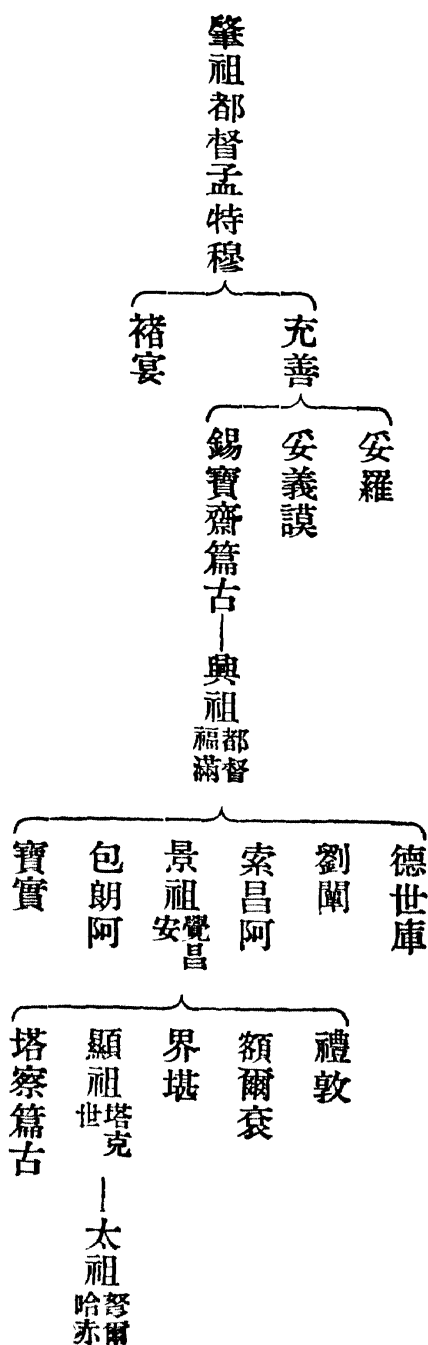 肇祖都督孟特穆
充善
褚宴
妥羅
妥義謨
錫寶齋篇古
興祖都督福滿
德世庫
劉闡
索昌阿
景祖覺昌安
包朗阿
寶實
禮敦
額爾衮
界堪
顯祖塔克世
塔察篇古
太祖努爾哈赤